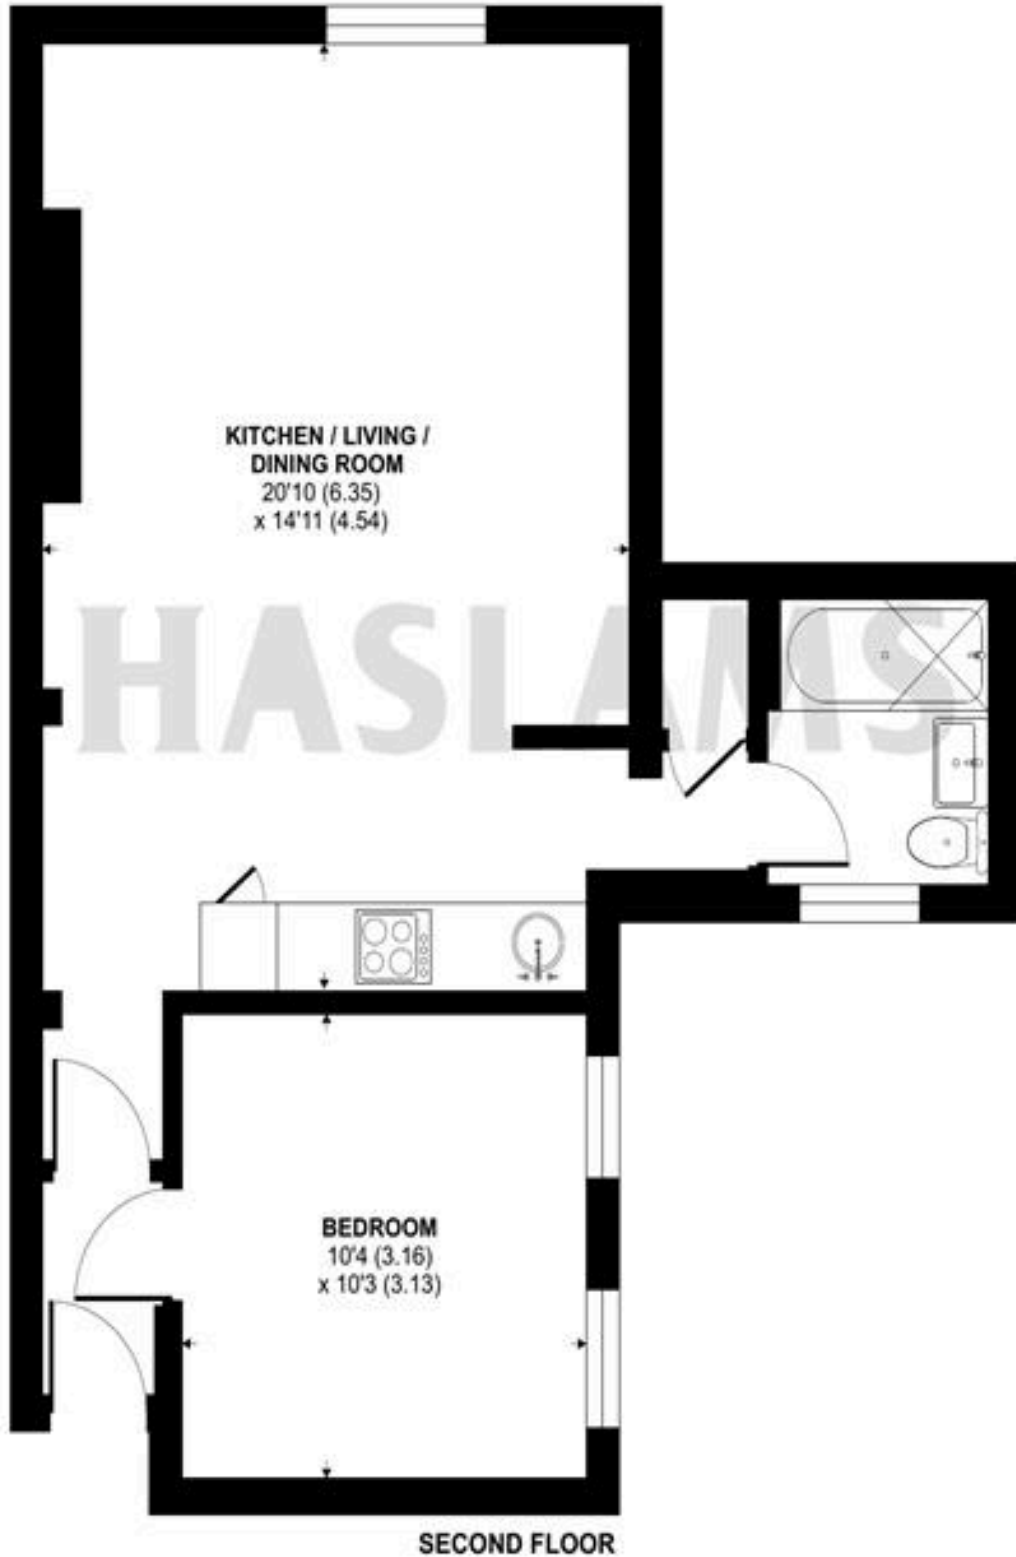 KITCHEN / LIVING /
DINING ROOM
20'10 (6.35)
x 14'11 (4.54)
HASLAMS
BEDROOM
10'4 (3.16)
x 10'3 (3.13)
SECOND FLOOR